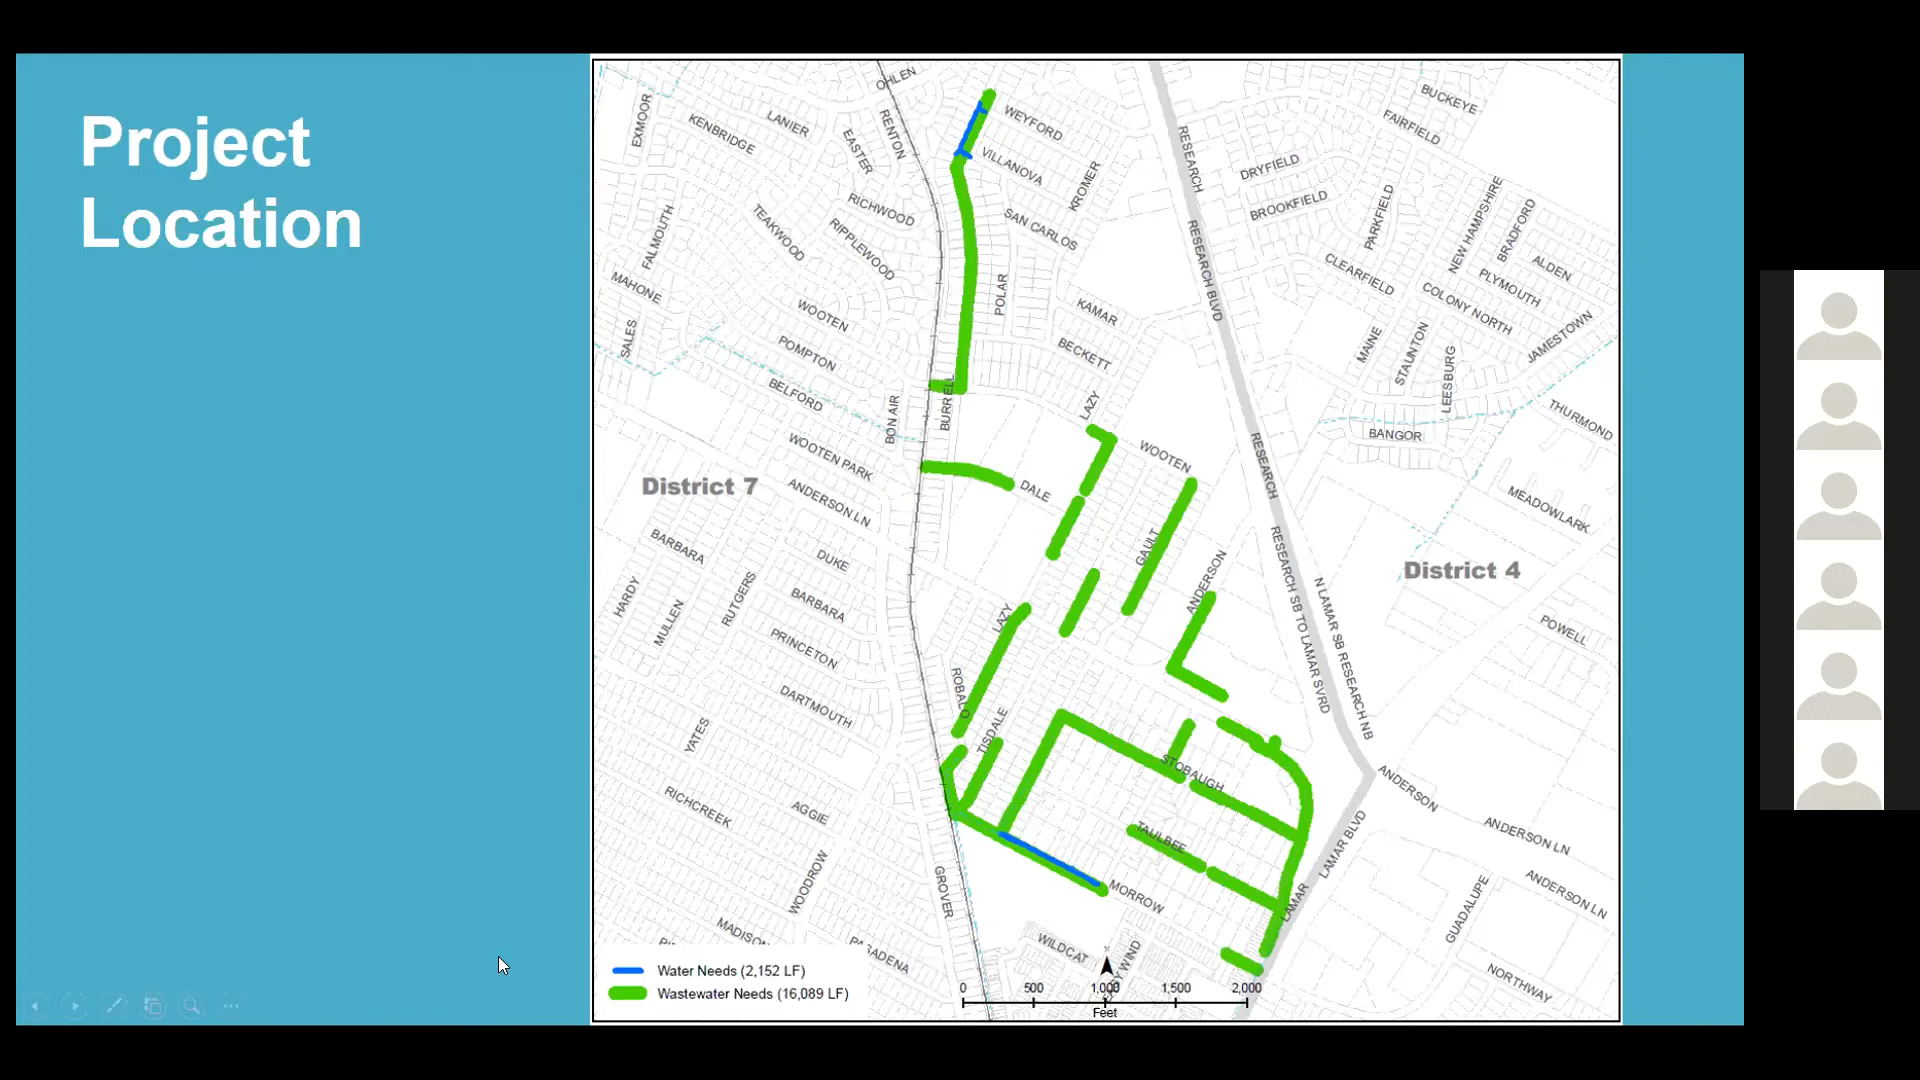 Project
Location
OHLEN
WEYFORD
VILLANOVA
KROMER
SAN CARLOS
POLAR
KAMAR
BECKETT
LAZY
WOOTEN
EXMOOR
KENBRIDGE
LANIER
EASTER
RENTON
RICHWOOD
RIPPLEWOOD
TEAKWOOD
FALMOUTH
MAHONE
SALES
WOOTEN
POMPTON
BELFORD
BON AIR
BURRELL
WOOTEN PARK
ANDERSON LN
District 7
DALE
GAULT
ANDERSON
BARBARA
DUKE
HARDY
MULLEN
RUTGERS
BARBARA
PRINCETON
DARTMOUTH
YATES
LAZY
ROBALO
TISDALE
STOBAUGH
TAULBEE
MORROW
RICHCREEK
AGGIE
WOODROW
GROVER
MADISON
PASADENA
WILDCAT
RESEARCH
RESEARCH BLVD
RESEARCH
RESEARCH SB TO LAMAR SVRD
N LAMAR SB RESEARCH NB
BUCKEYE
FAIRFIELD
DRYFIELD
BROOKFIELD
PARKFIELD
NEW HAMPSHIRE
BRADFORD
ALDEN
PLYMOUTH
COLONY NORTH
CLEARFIELD
JAMESTOWN
MAINE
STAUNTON
LEESBURG
THURMOND
BANGOR
MEADOWLARK
District 4
POWELL
ANDERSON
ANDERSON LN
ANDERSON LN
LAMAR BLVD
LAMAR
GUADALUPE
NORTHWAY
Water Needs (2,152 LF)
Wastewater Needs (16,089 LF)
0 500 1,000 1,500 2,000
Feet